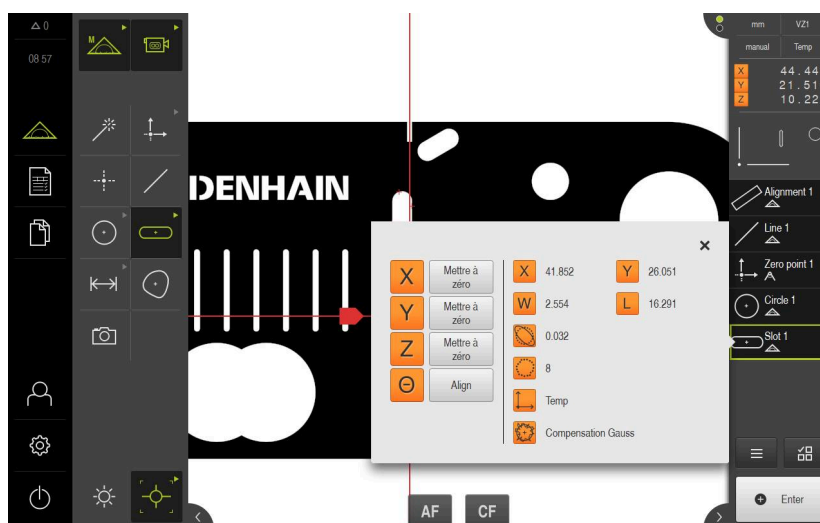 0
08 57
M
DENHAIN
X
Mettre à
zéro
Y
Mettre à
zéro
Z
Mettre à
zéro
Θ
Align
X 41.852 Y 26.051
W 2.554 L 16.291
0.032
8
Temp
Compensation Gauss
AF CF
mm VZ1
manual Temp
X 44.44
Y 21.51
Z 10.22
Alignment 1
Line 1
Zero point 1
Circle 1
Slot 1
Enter